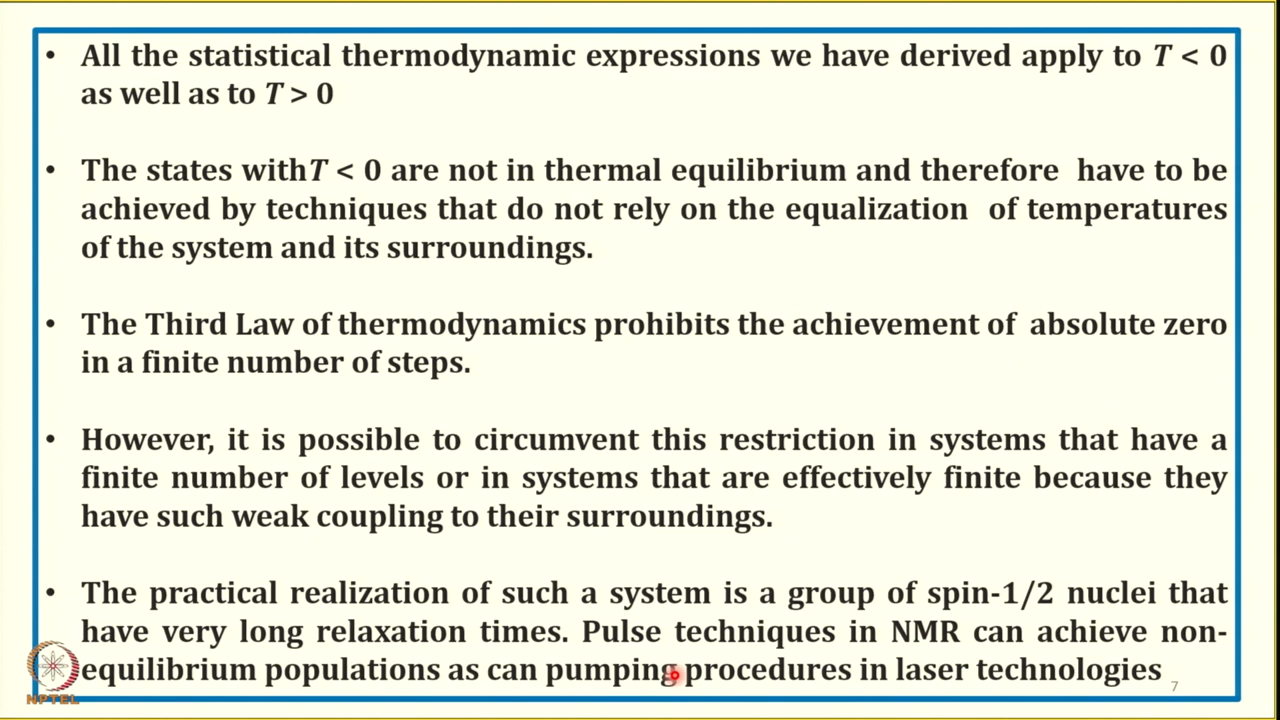 • All the statistical thermodynamic expressions we have derived apply to T < 0
as well as to T > 0
• The states withT < 0 are not in thermal equilibrium and therefore have to be
achieved by techniques that do not rely on the equalization of temperatures
of the system and its surroundings.
• The Third Law of thermodynamics prohibits the achievement of absolute zero
in a finite number of steps.
• However, it is possible to circumvent this restriction in systems that have a
finite number of levels or in systems that are effectively finite because they
have such weak coupling to their surroundings.
• The practical realization of such a system is a group of spin-1/2 nuclei that
have very long relaxation times. Pulse techniques in NMR can achieve non-
equilibrium populations as can pumping procedures in laser technologies
7
NPTEL